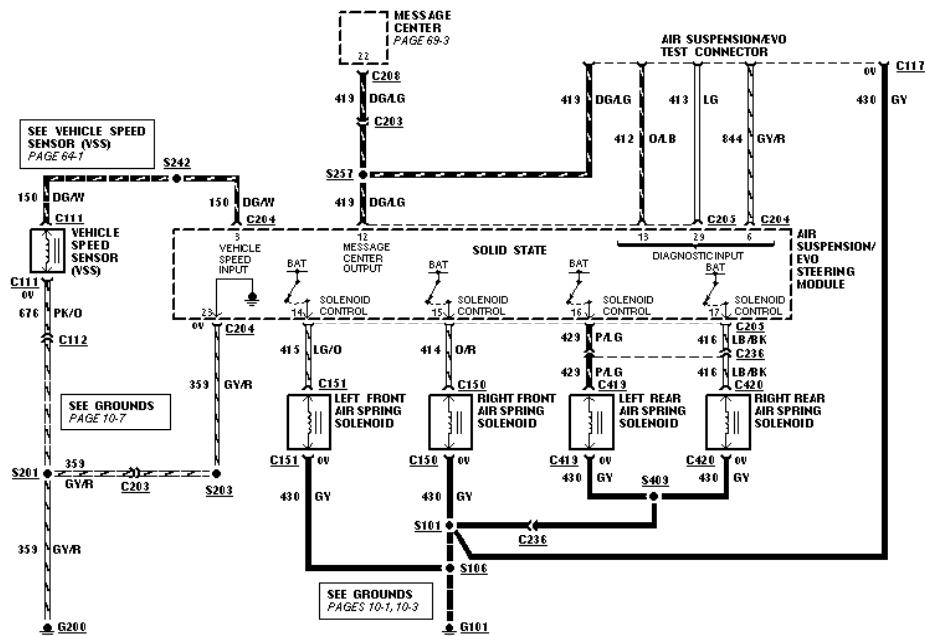 MESSAGE
CENTER
PAGE 69-3
22
C208
419 DG/LG
C203
S257
419 DG/LG
AIR SUSPENSION/EVO
TEST CONNECTOR
0V C117
419 DG/LG
413 LG
430 GY
412 O/LB
844 GY/R
SEE VEHICLE SPEED
SENSOR (VSS)
PAGE 64-1
S242
150 DG/W
150 DG/W
C111
C204
C205
C204
VEHICLE
SPEED
SENSOR
(VSS)
C111
0V
676 PK/O
C112
3
VEHICLE
SPEED
INPUT
12
MESSAGE
CENTER
OUTPUT
SOLID STATE
13 29 6
DIAGNOSTIC INPUT
AIR
SUSPENSION/
EVO
STEERING
MODULE
BAT
BAT
BAT
BAT
SOLENOID
CONTROL
SOLENOID
CONTROL
SOLENOID
CONTROL
SOLENOID
CONTROL
23 14 15 16 17
0V C204
C205
415 LG/O
414 O/R
429 P/LG
416 LB/BK
C236
429 P/LG
416 LB/BK
359 GY/R
C151
C150
C419
C420
LEFT FRONT
AIR SPRING
SOLENOID
RIGHT FRONT
AIR SPRING
SOLENOID
LEFT REAR
AIR SPRING
SOLENOID
RIGHT REAR
AIR SPRING
SOLENOID
SEE GROUNDS
PAGE 10-7
C151 0V
C150 0V
C419 0V
C420 0V
S201
359
GY/R
C203
S203
430 GY
430 GY
430 GY
430 GY
S409
S101
C236
359 GY/R
S106
SEE GROUNDS
PAGES 10-1, 10-3
G200
G101